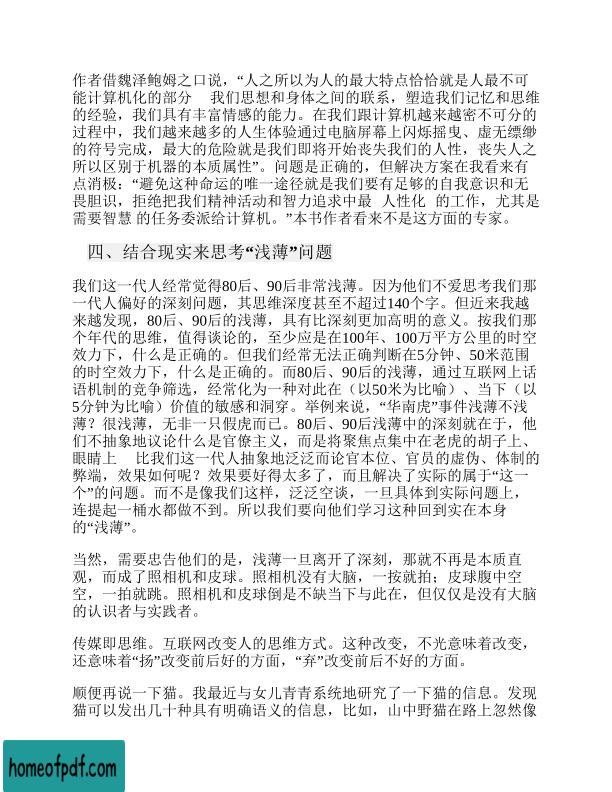 作者借魏泽鲍姆之口说，“人之所以为人的最大特点恰恰就是人最不可
能计算机化的部分　我们思想和身体之间的联系，塑造我们记忆和思维
的经验，我们具有丰富情感的能力。在我们跟计算机越来越密不可分的
过程中，我们越来越多的人生体验通过电脑屏幕上闪烁摇曳、虚无缥缈
的符号完成，最大的危险就是我们即将开始丧失我们的人性，丧失人之
所以区别于机器的本质属性”。问题是正确的，但解决方案在我看来有
点消极：“避免这种命运的唯一途径就是我们要有足够的自我意识和无
畏胆识，拒绝把我们精神活动和智力追求中最 人性化 的工作，尤其是
需要智慧 的任务委派给计算机。”本书作者看来不是这方面的专家。
四、结合现实来思考“浅薄”问题
我们这一代人经常觉得80后、90后非常浅薄。因为他们不爱思考我们那
一代人偏好的深刻问题，其思维深度甚至不超过140个字。但近来我越
来越发现，80后、90后的浅薄，具有比深刻更加高明的意义。按我们那
个年代的思维，值得谈论的，至少应是在100年、100万平方公里的时空
效力下，什么是正确的。但我们经常无法正确判断在5分钟、50米范围
的时空效力下，什么是正确的。而80后、90后的浅薄，通过互联网上话
语机制的竞争筛选，经常化为一种对此在（以50米为比喻）、当下（以
5分钟为比喻）价值的敏感和洞穿。举例来说，“华南虎”事件浅薄不浅
薄？很浅薄，无非一只假虎而已。80后、90后浅薄中的深刻就在于，他
们不抽象地议论什么是官僚主义，而是将聚焦点集中在老虎的胡子上、
眼睛上　比我们这一代人抽象地泛泛而论官本位、官员的虚伪、体制的
弊端，效果如何呢？效果要好得太多了，而且解决了实际的属于“这一
个”的问题。而不是像我们这样，泛泛空谈，一旦具体到实际问题上，
连提起一桶水都做不到。所以我们要向他们学习这种回到实在本身
的“浅薄”。
当然，需要忠告他们的是，浅薄一旦离开了深刻，那就不再是本质直
观，而成了照相机和皮球。照相机没有大脑，一按就拍；皮球腹中空
空，一拍就跳。照相机和皮球倒是不缺当下与此在，但仅仅是没有大脑
的认识者与实践者。
传媒即思维。互联网改变人的思维方式。这种改变，不光意味着改变，
还意味着“扬”改变前后好的方面，“弃”改变前后不好的方面。
顺便再说一下猫。我最近与女儿青青系统地研究了一下猫的信息。发现
猫可以发出几十种具有明确语义的信息，比如，山中野猫在路上忽然像
homeofpdf.com